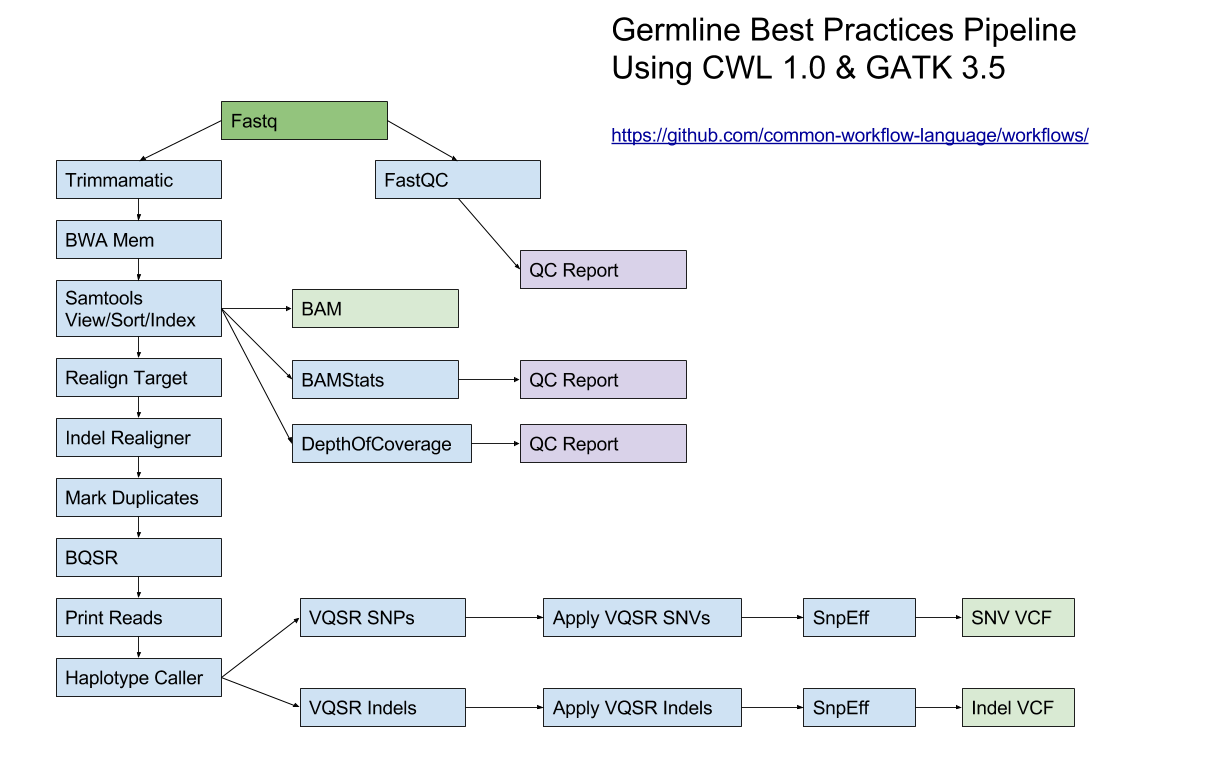 Germline Best Practices Pipeline
Using CWL 1.0 & GATK 3.5
https://github.com/common-workflow-language/workflows/
Fastq
Trimmamatic
FastQC
BWA Mem
QC Report
Samtools
View/Sort/Index
BAM
Realign Target
BAMStats
QC Report
Indel Realigner
DepthOfCoverage
QC Report
Mark Duplicates
BQSR
Print Reads
VQSR SNPs
Apply VQSR SNVs
SnpEff
SNV VCF
Haplotype Caller
VQSR Indels
Apply VQSR Indels
SnpEff
Indel VCF